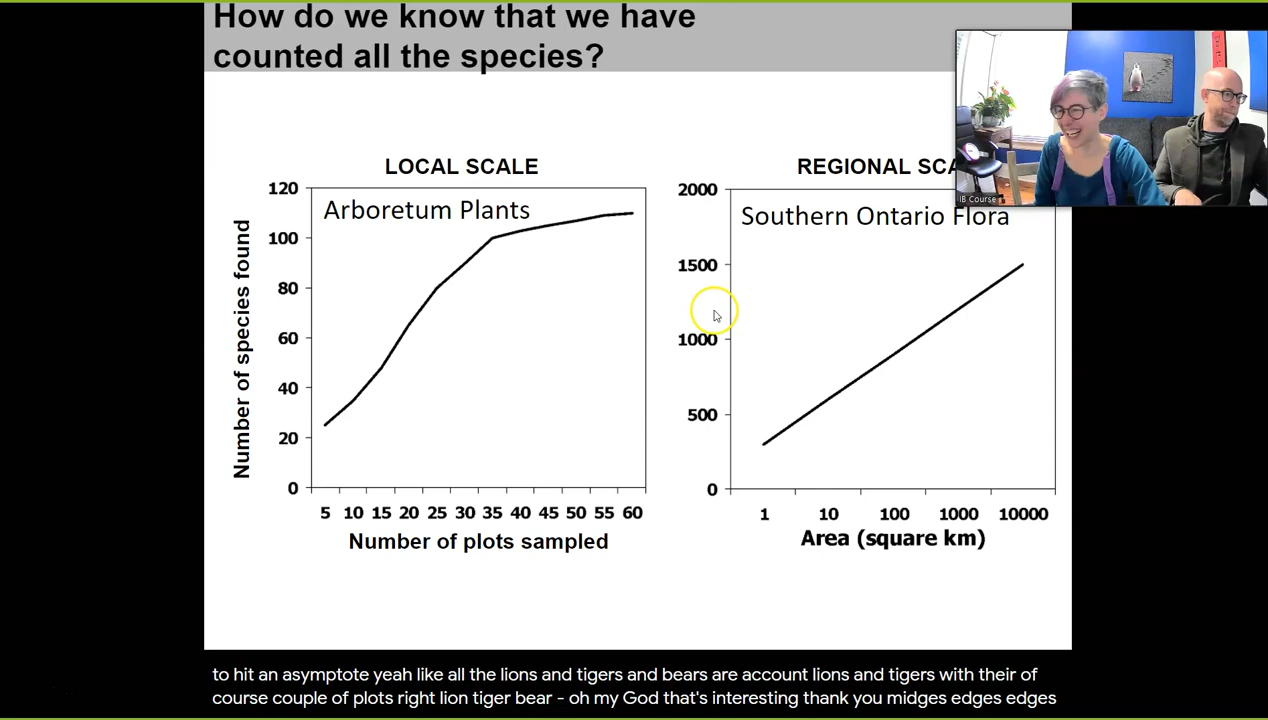 How do we know that we have
counted all the species?
IB Course
LOCAL SCALE
Arboretum Plants
Number of species found
120
100
80
60
40
20
0
5 10 15 20 25 30 35 40 45 50 55 60
Number of plots sampled
REGIONAL SCA
Southern Ontario Flora
2000
1500
1000
500
0
1 10 100 1000 10000
Area (square km)
to hit an asymptote yeah like all the lions and tigers and bears are account lions and tigers with their of
course couple of plots right lion tiger bear - oh my God that's interesting thank you midges edges edges